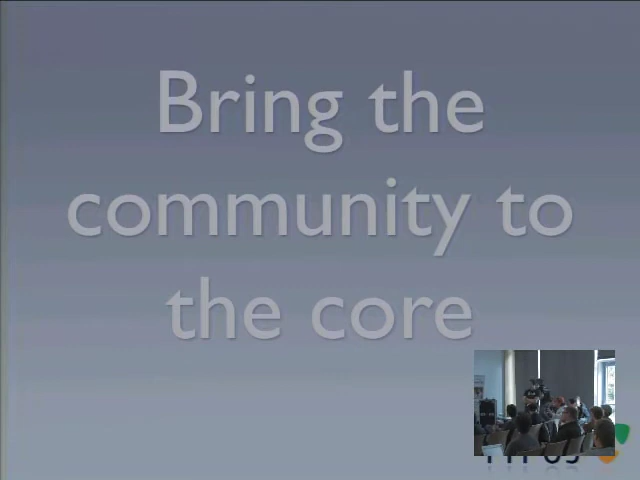 Bring the
community to
the core